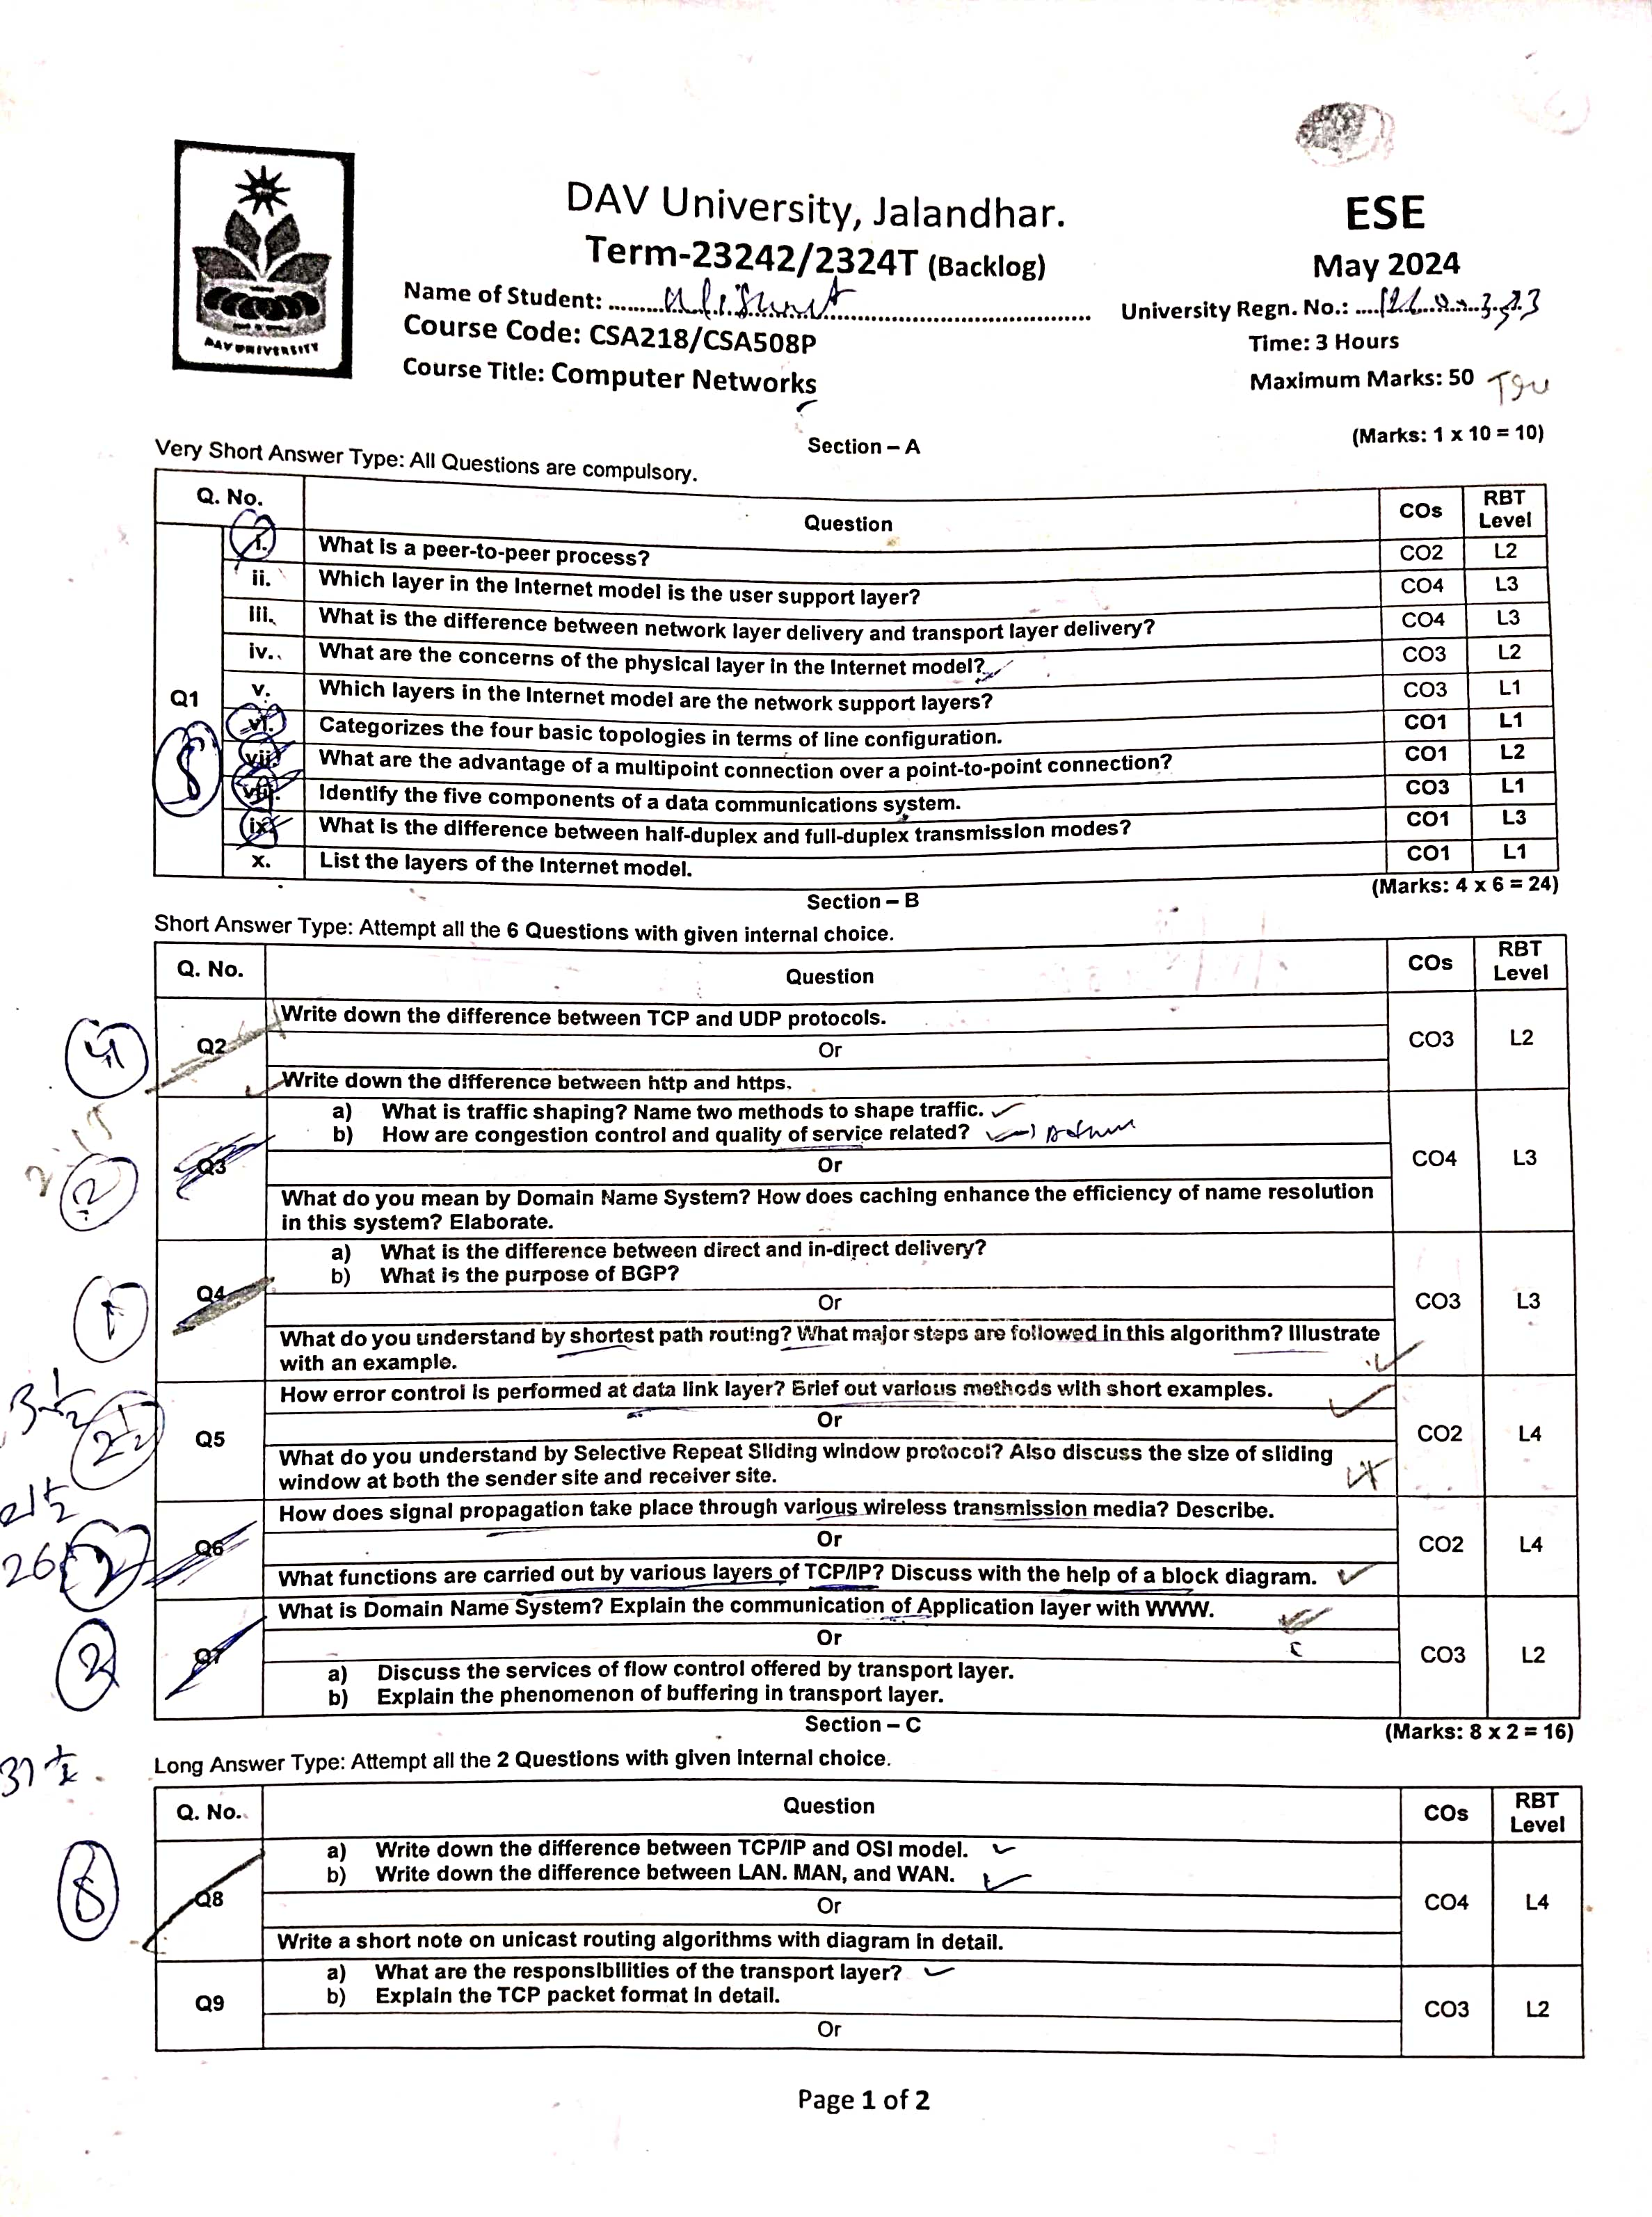 DAV UNIVERSITY
DAV University, Jalandhar.
Term-23242/2324T (Backlog)
ESE
May 2024
Name of Student:
University Regn. No.:
Course Code: CSA218/CSA508P
Time: 3 Hours
Course Title: Computer Networks
Maximum Marks: 50
Section – A
(Marks: 1 x 10 = 10)
Very Short Answer Type: All Questions are compulsory.
Q. No. Question COs RBT Level
Q1
i. What is a peer-to-peer process? CO2 L2
ii. Which layer in the Internet model is the user support layer? CO4 L3
iii. What is the difference between network layer delivery and transport layer delivery? CO4 L3
iv. What are the concerns of the physical layer in the Internet model? CO3 L2
v. Which layers in the Internet model are the network support layers? CO3 L1
vi. Categorizes the four basic topologies in terms of line configuration. CO1 L1
vii. What are the advantage of a multipoint connection over a point-to-point connection? CO1 L2
viii. Identify the five components of a data communications system. CO3 L1
ix. What is the difference between half-duplex and full-duplex transmission modes? CO1 L3
x. List the layers of the Internet model. CO1 L1
Section – B
(Marks: 4 x 6 = 24)
Short Answer Type: Attempt all the 6 Questions with given internal choice.
Q. No. Question COs RBT Level
Write down the difference between TCP and UDP protocols.
4 Q2 Or CO3 L2
Write down the difference between http and https.
a) What is traffic shaping? Name two methods to shape traffic.
b) How are congestion control and quality of service related?
2 Q3 Or CO4 L3
What do you mean by Domain Name System? How does caching enhance the efficiency of name resolution
in this system? Elaborate.
a) What is the difference between direct and in-direct delivery?
b) What is the purpose of BGP?
Q4 Or CO3 L3
What do you understand by shortest path routing? What major steps are followed in this algorithm? Illustrate
with an example.
How error control is performed at data link layer? Brief out various methods with short examples.
3 1/2
2 1/2 Q5 Or CO2 L4
What do you understand by Selective Repeat Sliding window protocol? Also discuss the size of sliding
window at both the sender site and receiver site.
How does signal propagation take place through various wireless transmission media? Describe.
26 2 Q6 Or CO2 L4
What functions are carried out by various layers of TCP/IP? Discuss with the help of a block diagram.
What is Domain Name System? Explain the communication of Application layer with WWW.
2 Q7 Or CO3 L2
a) Discuss the services of flow control offered by transport layer.
b) Explain the phenomenon of buffering in transport layer.
Section – C
(Marks: 8 x 2 = 16)
Long Answer Type: Attempt all the 2 Questions with given internal choice.
Q. No. Question COs RBT Level
a) Write down the difference between TCP/IP and OSI model.
b) Write down the difference between LAN. MAN, and WAN.
Q8 Or CO4 L4
Write a short note on unicast routing algorithms with diagram in detail.
a) What are the responsibilities of the transport layer?
b) Explain the TCP packet format in detail.
Q9 Or CO3 L2
Page 1 of 2